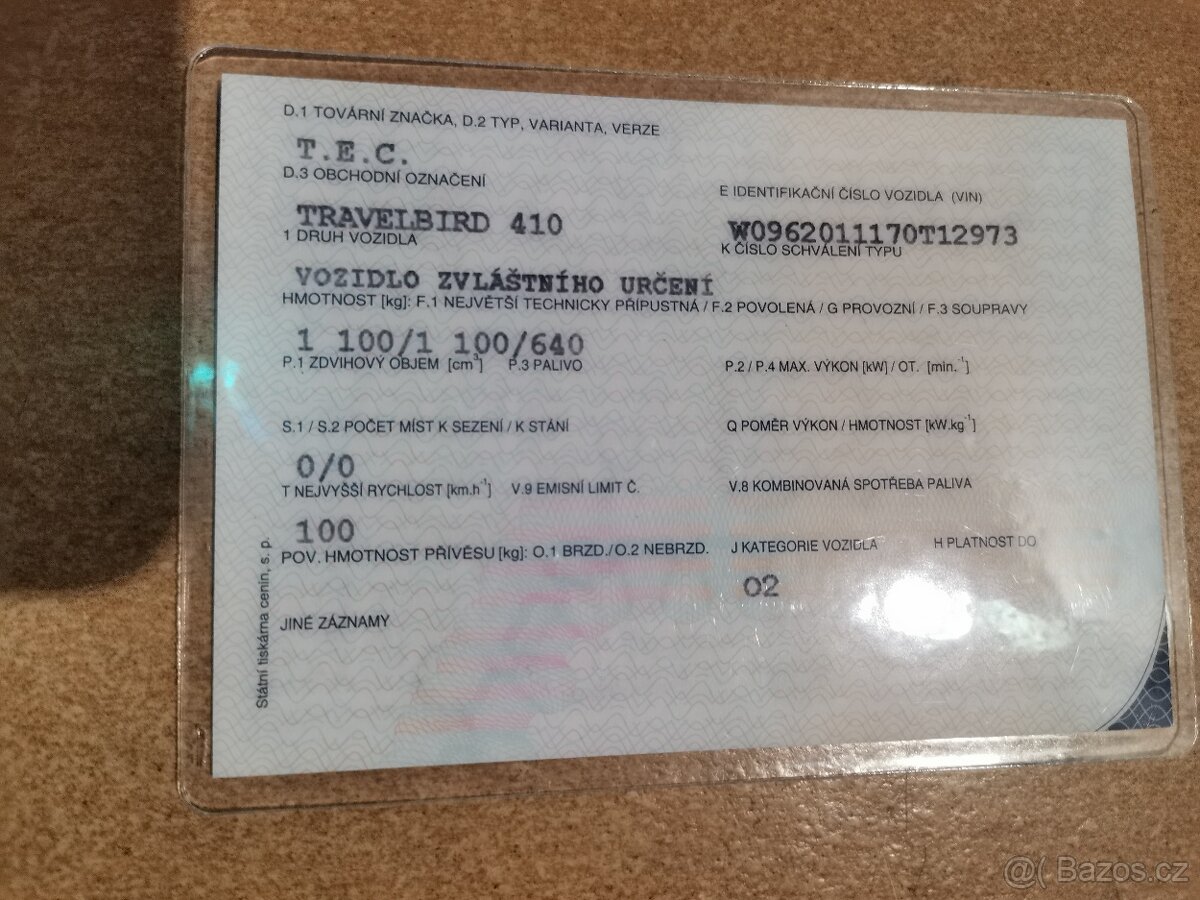 D.1 TOVÁRNÍ ZNAČKA, D.2 TYP, VARIANTA, VERZE
T.E.C.
D.3 OBCHODNÍ OZNAČENÍ
E IDENTIFIKAČNÍ ČÍSLO VOZIDLA (VIN)
TRAVELBIRD 410
W0962011170T12973
1 DRUH VOZIDLA
K ČÍSLO SCHVÁLENÍ TYPU
VOZIDLO ZVLÁŠTNÍHO URČENÍ
HMOTNOST [kg]: F.1 NEJVĚTŠÍ TECHNICKY PŘÍPUSTNÁ / F.2 POVOLENÁ / G PROVOZNÍ / F.3 SOUPRAVY
1 100/1 100/640
P.1 ZDVIHOVÝ OBJEM [cm³] P.3 PALIVO
P.2 / P.4 MAX. VÝKON [kW] / OT. [min.⁻¹]
S.1 / S.2 POČET MÍST K SEZENÍ / K STÁNÍ
Q POMĚR VÝKON / HMOTNOST [kW.kg⁻¹]
0/0
T NEJVYŠŠÍ RYCHLOST [km.h⁻¹] V.9 EMISNÍ LIMIT Č.
V.8 KOMBINOVANÁ SPOTŘEBA PALIVA
100
POV. HMOTNOST PŘÍVĚSU [kg]: O.1 BRZD./O.2 NEBRZD.
J KATEGORIE VOZIDLA H PLATNOST DO
O2
JINÉ ZÁZNAMY
Státní tiskárna cenin, s. p.
@( Bazos.cz